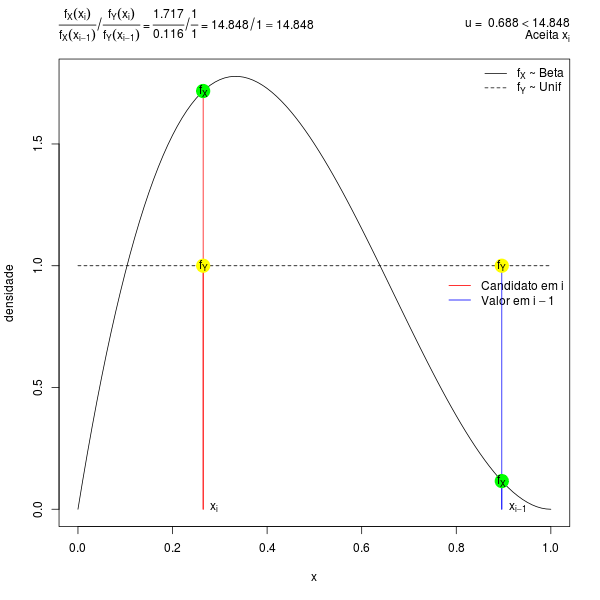 fX(xi) / fY(xi) = 1.717 / 1 = 14.848/1 = 14.848
fX(xi−1) fY(xi−1) 0.116 1
u = 0.688 < 14.848
Aceita xi
fX ~ Beta
fY ~ Unif
fX
fY
fY
Candidato em i
Valor em i − 1
fX
xi
xi−1
densidade
0.0
0.5
1.0
1.5
0.0
0.2
0.4
0.6
0.8
1.0
x